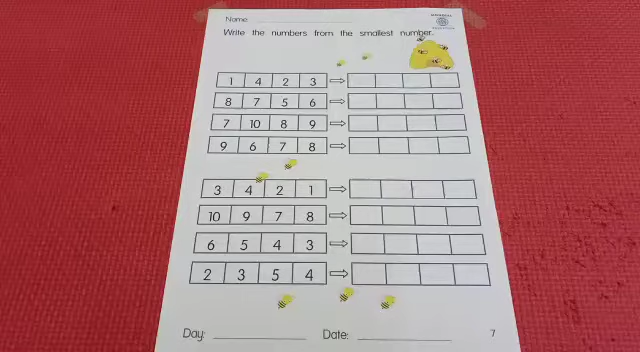 Name:
Write the numbers from the smallest number.
1 4 2 3
8 7 5 6
7 10 8 9
9 6 7 8
3 4 2 1
10 9 7 8
6 5 4 3
2 3 5 4
Day: Date: 7